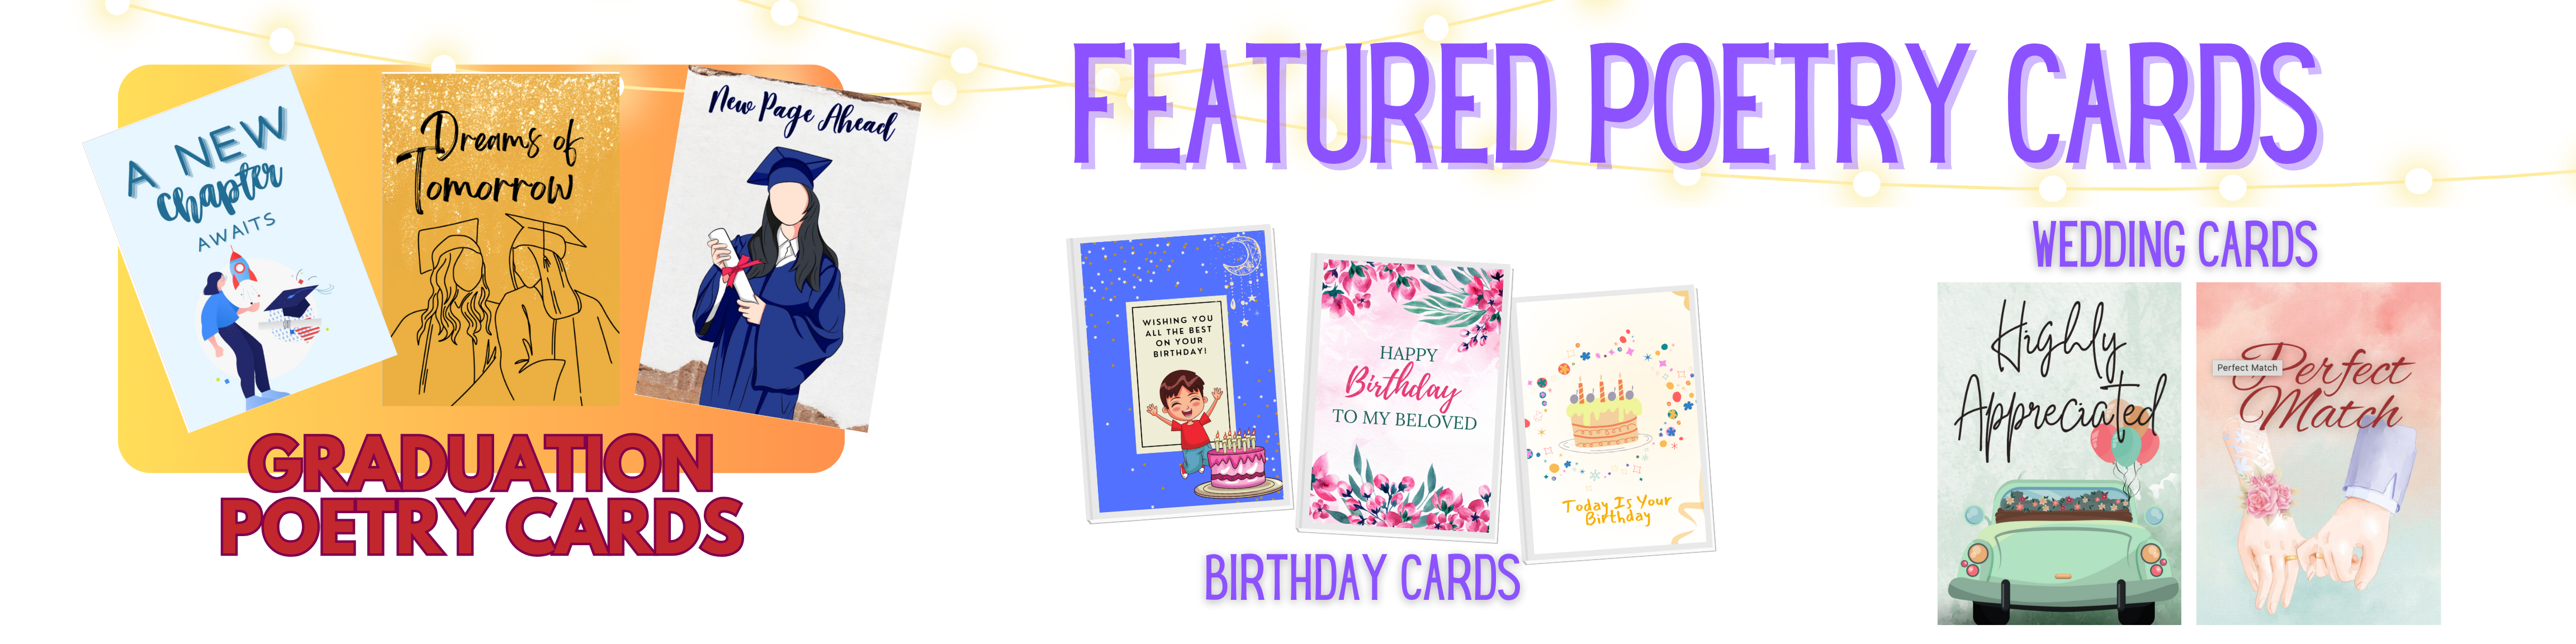 FEATURED POETRY CARDS
A NEW
chapter
AWAITS
Dreams of
Tomorrow
New Page Ahead
GRADUATION
POETRY CARDS
WISHING YOU
ALL THE BEST
ON YOUR
BIRTHDAY!
HAPPY
Birthday
TO MY BELOVED
Today Is Your
Birthday
BIRTHDAY CARDS
WEDDING CARDS
Highly
Appreciated
Perfect
Match
Perfect Match